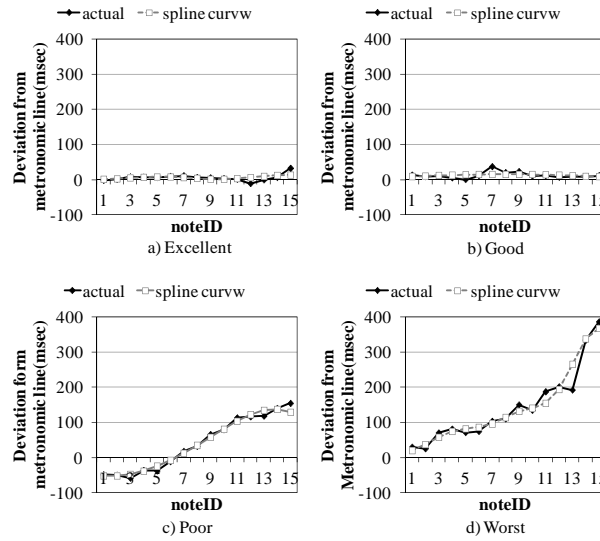 actual spline curvw
400
300
200
100
0
-100
1 3 5 7 9 11 13 15
Deviation from
metronomic line(msec)
noteID
a) Excellent
actual spline curvw
400
300
200
100
0
-100
1 3 5 7 9 11 13 15
Deviation from
metronomic line(msec)
noteID
b) Good
actual spline curvw
400
300
200
100
0
-100
1 3 5 7 9 11 13 15
Deviation form
metronomic line(msec)
noteID
c) Poor
actual spline curvw
400
300
200
100
0
-100
1 3 5 7 9 11 13 15
Deviation from
Metronomic line(msec)
noteID
d) Worst